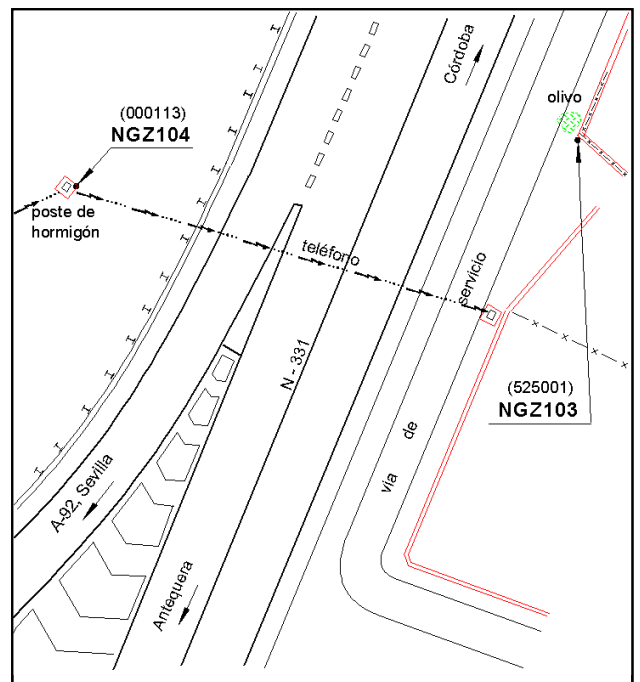 Córdoba
olivo
(000113)
NGZ104
poste de
hormigón
teléfono
servicio
N - 331
(525001)
NGZ103
de
vía
A-92, Sevilla
Antequera